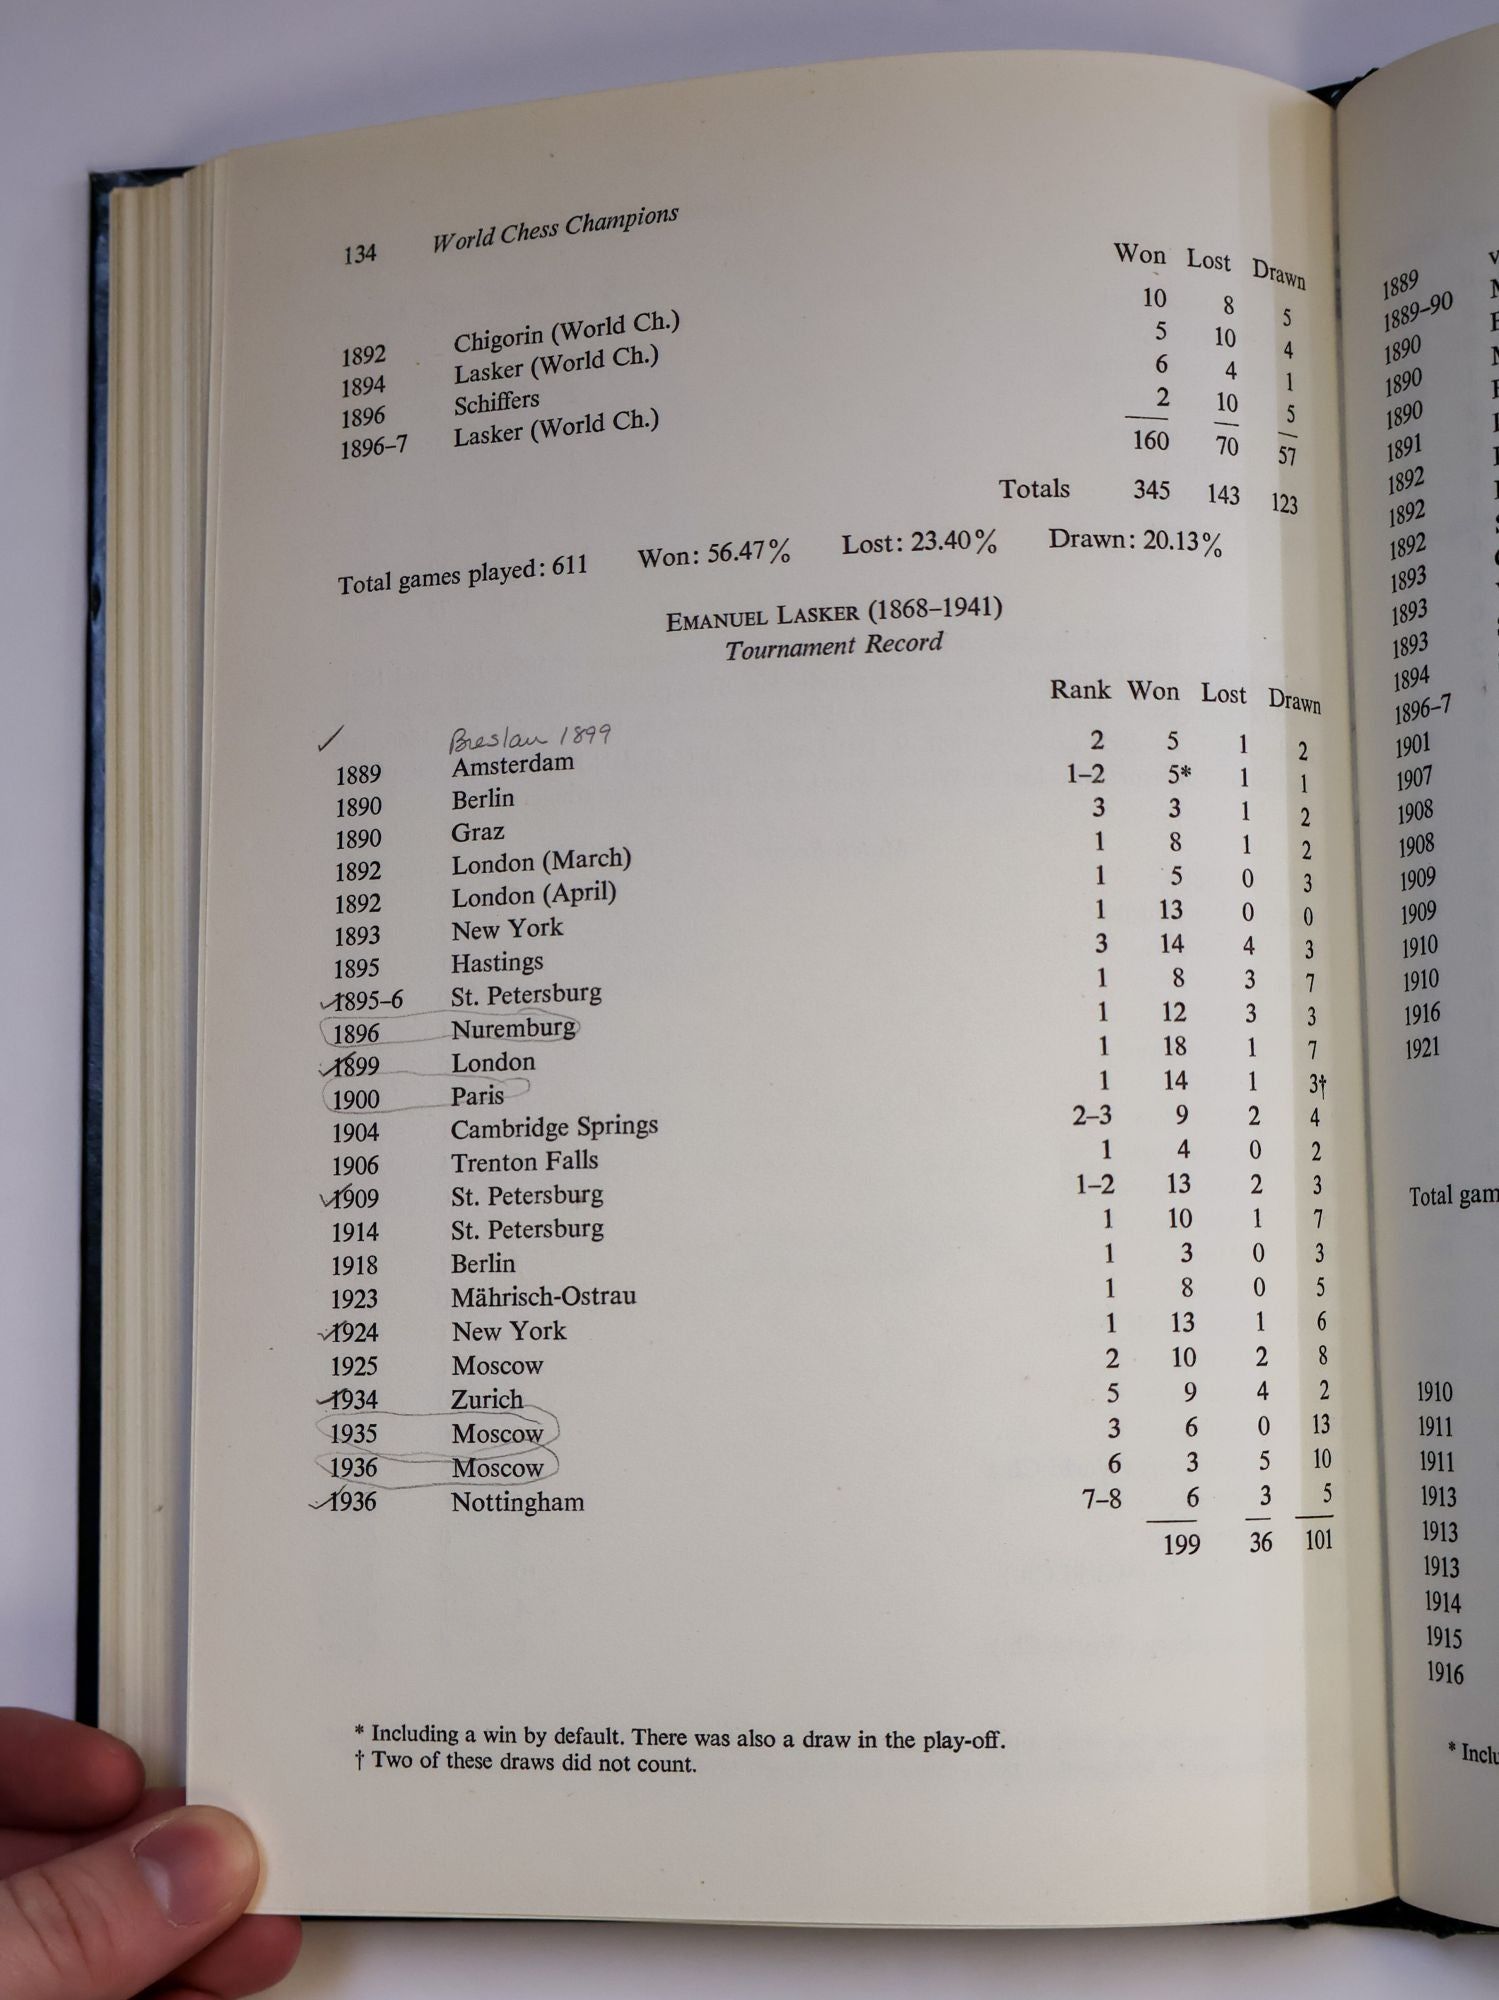 134 World Chess Champions
Won Lost Drawn
1892 Chigorin (World Ch.) 10 8 5
1894 Lasker (World Ch.) 5 10 4
1896 Schiffers 6 4 1
1896–7 Lasker (World Ch.) 2 10 5
160 70 57
Totals 345 143 123
Total games played: 611 Won: 56.47% Lost: 23.40% Drawn: 20.13%
EMANUEL LASKER (1868–1941)
Tournament Record
Rank Won Lost Drawn
✓ Breslau 1899
1889 Amsterdam 2 5 1 2
1890 Berlin 1–2 5* 1 1
1890 Graz 3 3 1 2
1892 London (March) 1 8 1 2
1892 London (April) 1 5 0 3
1893 New York 1 13 0 0
1895 Hastings 3 14 4 3
✓1895–6 St. Petersburg 1 8 3 7
1896 Nuremburg 1 12 3 3
✓1899 London 1 18 1 7
1900 Paris 1 14 1 3†
1904 Cambridge Springs 2–3 9 2 4
1906 Trenton Falls 1 4 0 2
✓1909 St. Petersburg 1–2 13 2 3
1914 St. Petersburg 1 10 1 7
1918 Berlin 1 3 0 3
1923 Mährisch-Ostrau 1 8 0 5
✓1924 New York 1 13 1 6
1925 Moscow 2 10 2 8
✓1934 Zurich 5 9 4 2
1935 Moscow 3 6 0 13
1936 Moscow 6 3 5 10
✓1936 Nottingham 7–8 6 3 5
199 36 101
* Including a win by default. There was also a draw in the play-off.
† Two of these draws did not count.
1889
1889–90
1890
1890
1890
1891
1892
1892
1892
1893
1893
1893
1894
1896–7
1901
1907
1908
1908
1909
1909
1910
1910
1916
1921
Total gam
1910
1911
1911
1913
1913
1913
1914
1915
1916
* Inclu